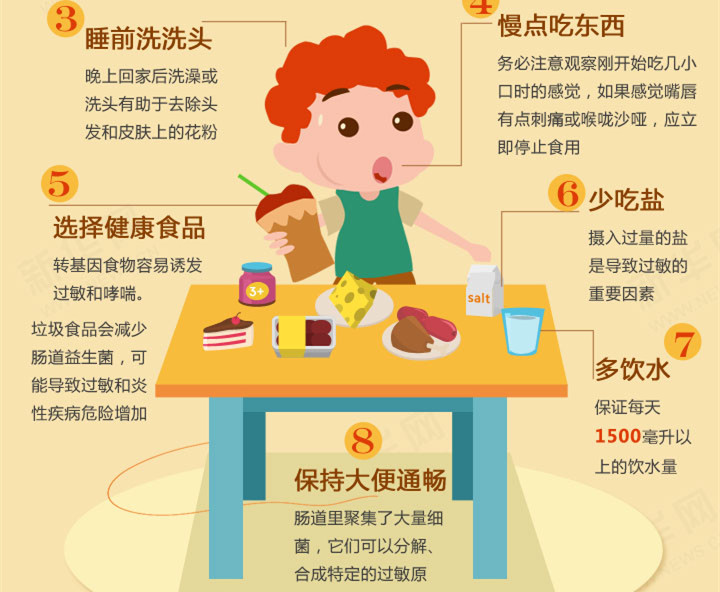 3
睡前洗洗头
晚上回家后洗澡或
洗头有助于去除头
发和皮肤上的花粉
4
慢点吃东西
务必注意观察刚开始吃几小
口时的感觉，如果感觉嘴唇
有点刺痛或喉咙沙哑，应立
即停止食用
5
选择健康食品
转基因食物容易诱发
过敏和哮喘。
垃圾食品会减少
肠道益生菌，可
能导致过敏和炎
性疾病危险增加
6
少吃盐
摄入过量的盐
是导致过敏的
重要因素
3+
salt
7
多饮水
保证每天
1500毫升以
上的饮水量
8
保持大便通畅
肠道里聚集了大量细
菌，它们可以分解、
合成特定的过敏原